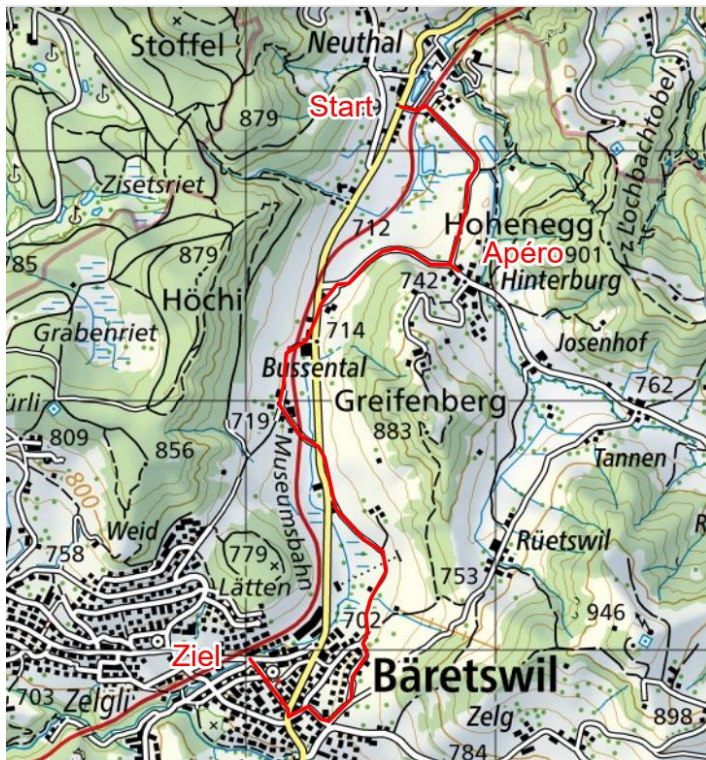 Stoffel
Neuthal
Start
879
Zisetsriet
z'Lochbachtobel
712
Hohenegg
785
879
Apéro
901
Höchi
742
Hinterburg
Grabenriet
714
Josenhof
Bussental
ürli
719
Greifenberg
762
809
856
883
Museumsbahn
Tannen
800
Weid
758
779
Rüetswil
R
Lätten
753
702
946
Ziel
Bäretswil
703
Zelgli
Zelg
898
784